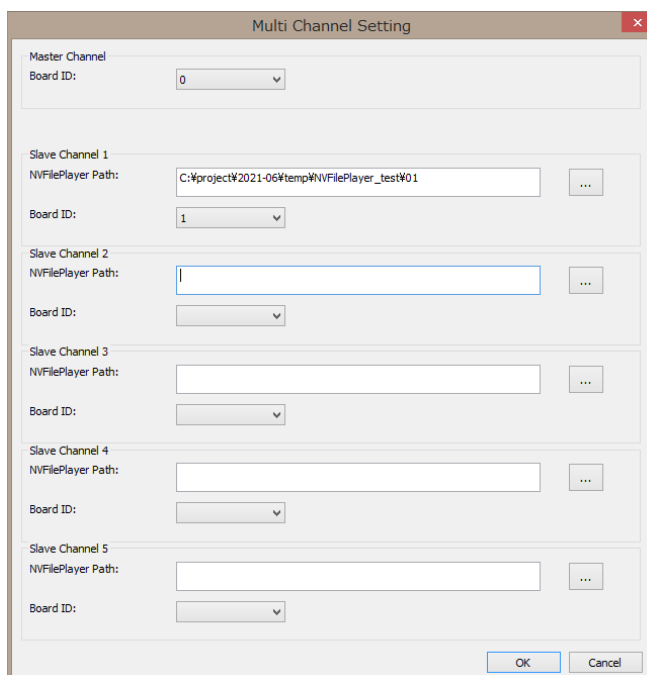 Multi Channel Setting
Master Channel
Board ID: 0
Slave Channel 1
NVFilePlayer Path: C:¥project¥2021-06¥temp¥NVFilePlayer_test¥01 ...
Board ID: 1
Slave Channel 2
NVFilePlayer Path: ...
Board ID:
Slave Channel 3
NVFilePlayer Path: ...
Board ID:
Slave Channel 4
NVFilePlayer Path: ...
Board ID:
Slave Channel 5
NVFilePlayer Path: ...
Board ID:
OK Cancel